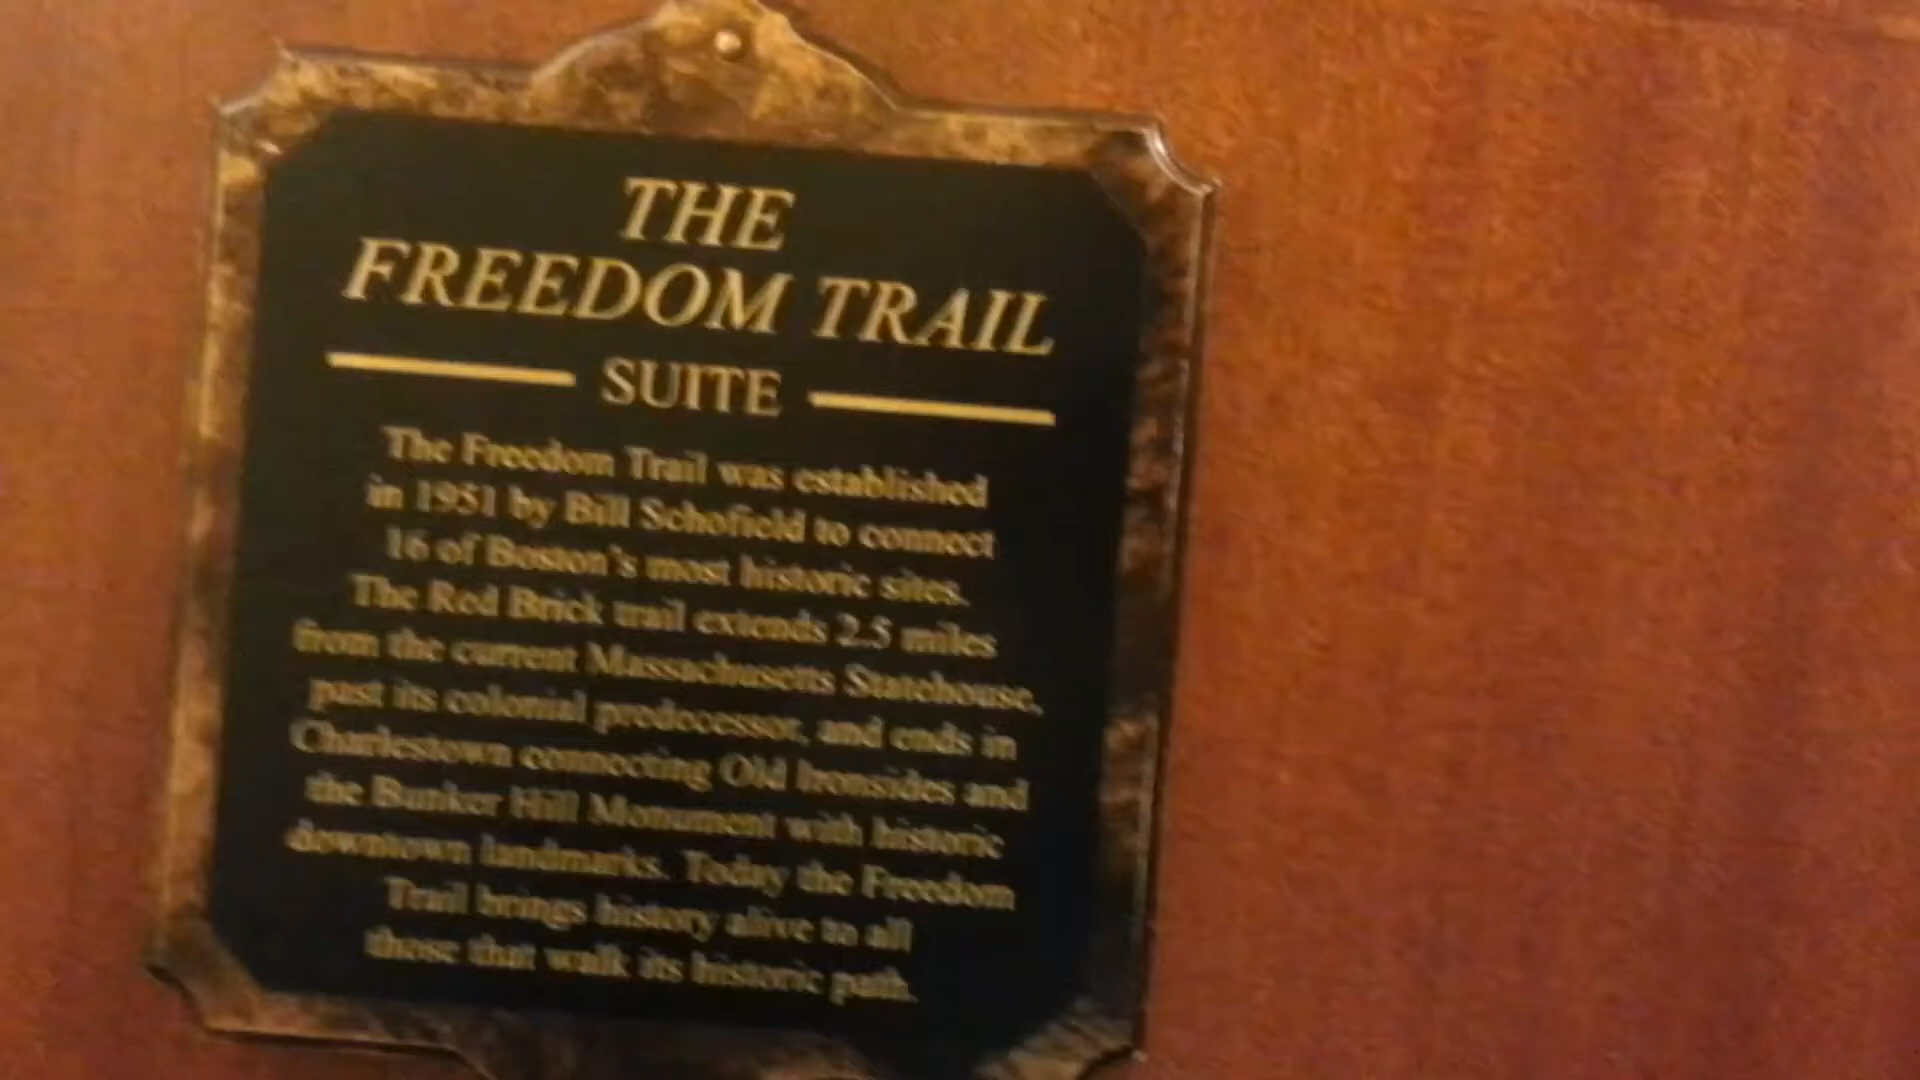 THE
FREEDOM TRAIL
SUITE
The Freedom Trail was established
in 1951 by Bill Schofield to connect
16 of Boston's most historic sites.
The Red Brick trail extends 2.5 miles
from the current Massachusetts Statehouse,
past its colonial predecessor, and ends in
Charlestown connecting Old Ironsides and
the Bunker Hill Monument with historic
downtown landmarks. Today the Freedom
Trail brings history alive to all
those that walk its historic path.